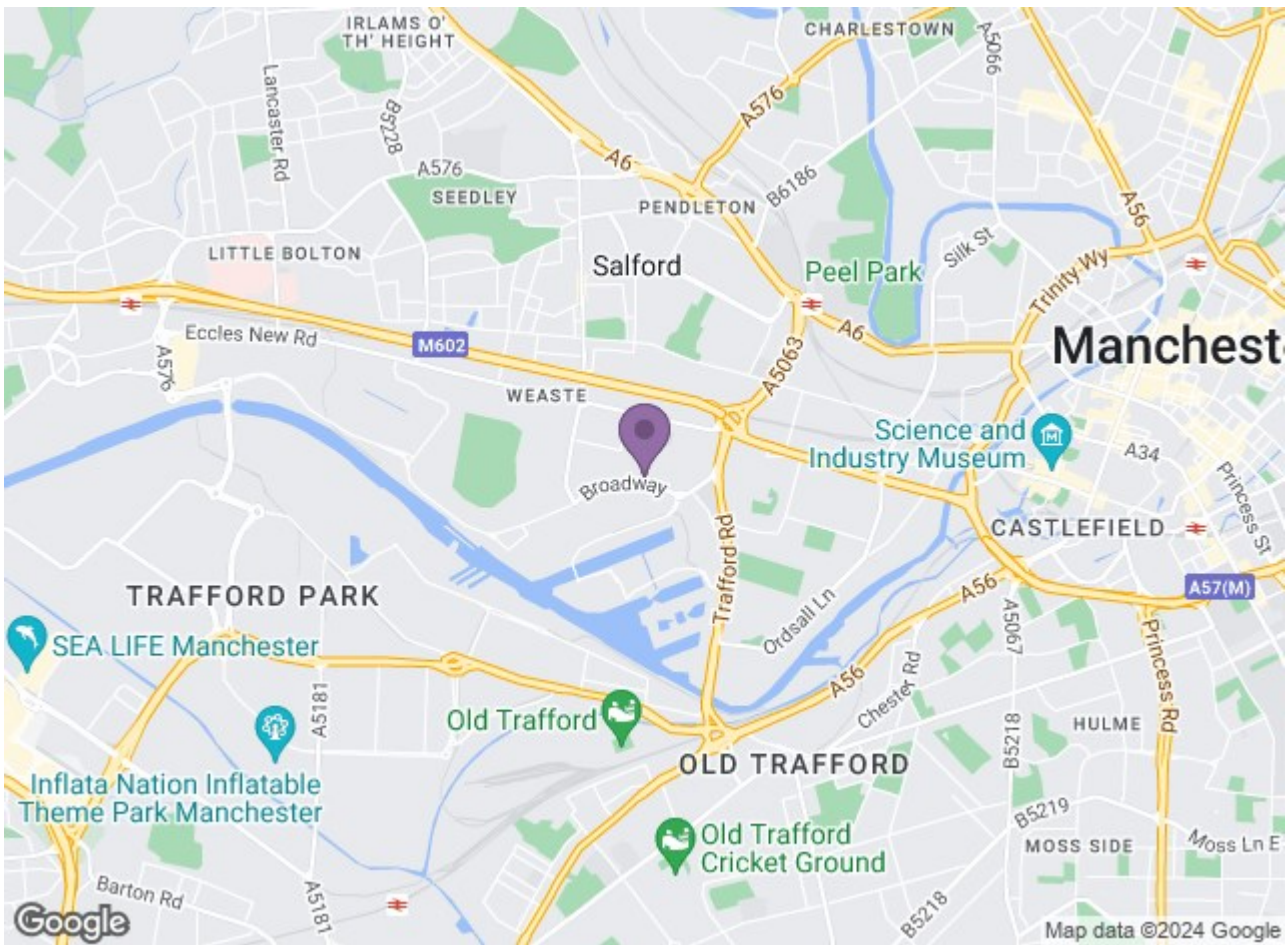 IRLAMS O'
TH' HEIGHT
CHARLESTOWN
A5066
Lancaster Rd
B5228
A576
A6
A576
SEEDLEY
PENDLETON
B6186
A56
LITTLE BOLTON
Salford
Silk St
Peel Park
Trinity Wy
Eccles New Rd
M602
A6
Manchest
A576
A5063
WEASTE
Science and
Industry Museum
A34
Princess St
Broadway
Trafford Rd
CASTLEFIELD
A56
A57(M)
TRAFFORD PARK
Ordsall Ln
A5067
SEA LIFE Manchester
Princess Rd
A5181
A56
Chester Rd
Old Trafford
B5218
HULME
OLD TRAFFORD
Inflata Nation Inflatable
Theme Park Manchester
B5219
Old Trafford
Cricket Ground
MOSS SIDE
Moss Ln E
Barton Rd
A5181
B5218
Google
Map data ©2024 Google